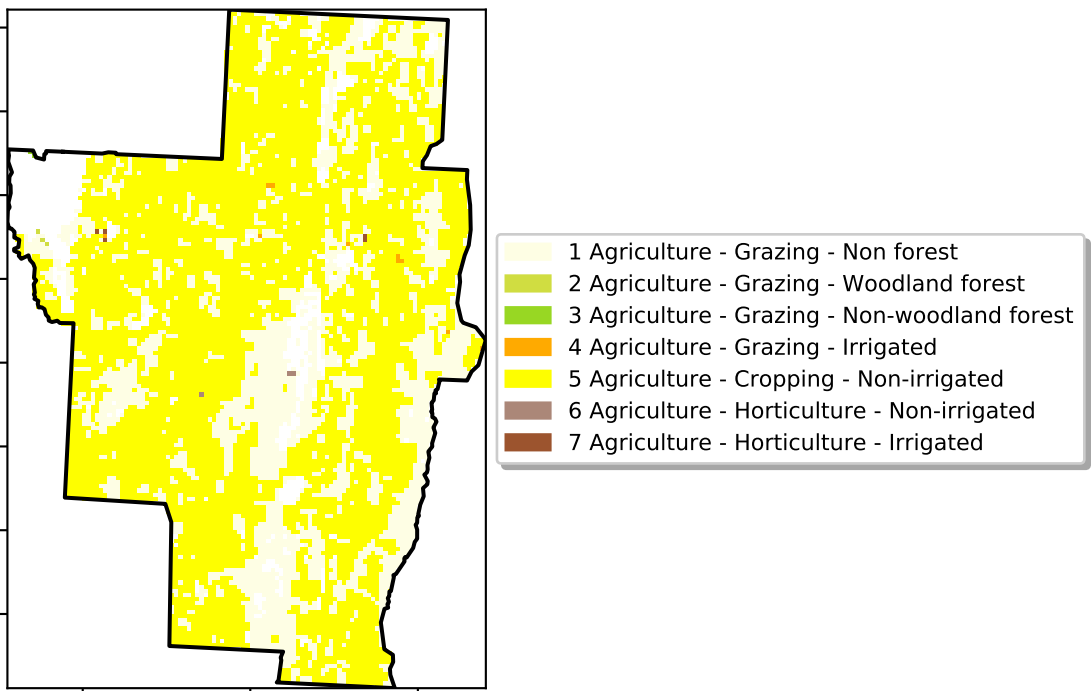 1 Agriculture - Grazing - Non forest
2 Agriculture - Grazing - Woodland forest
3 Agriculture - Grazing - Non-woodland forest
4 Agriculture - Grazing - Irrigated
5 Agriculture - Cropping - Non-irrigated
6 Agriculture - Horticulture - Non-irrigated
7 Agriculture - Horticulture - Irrigated